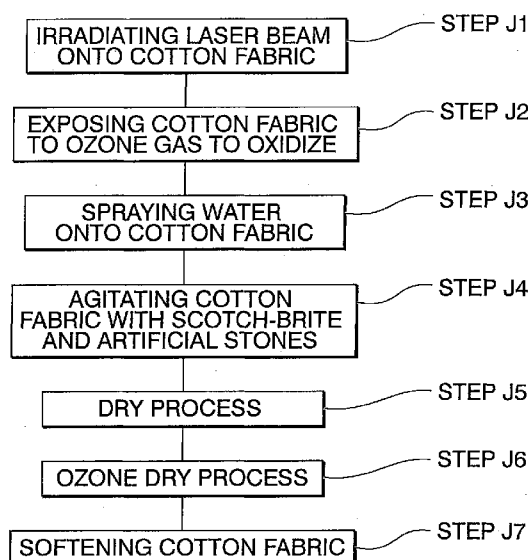 IRRADIATING LASER BEAM
ONTO COTTON FABRIC
STEP J1
EXPOSING COTTON FABRIC
TO OZONE GAS TO OXIDIZE
STEP J2
SPRAYING WATER
ONTO COTTON FABRIC
STEP J3
AGITATING COTTON
FABRIC WITH SCOTCH-BRITE
AND ARTIFICIAL STONES
STEP J4
DRY PROCESS
STEP J5
OZONE DRY PROCESS
STEP J6
SOFTENING COTTON FABRIC
STEP J7